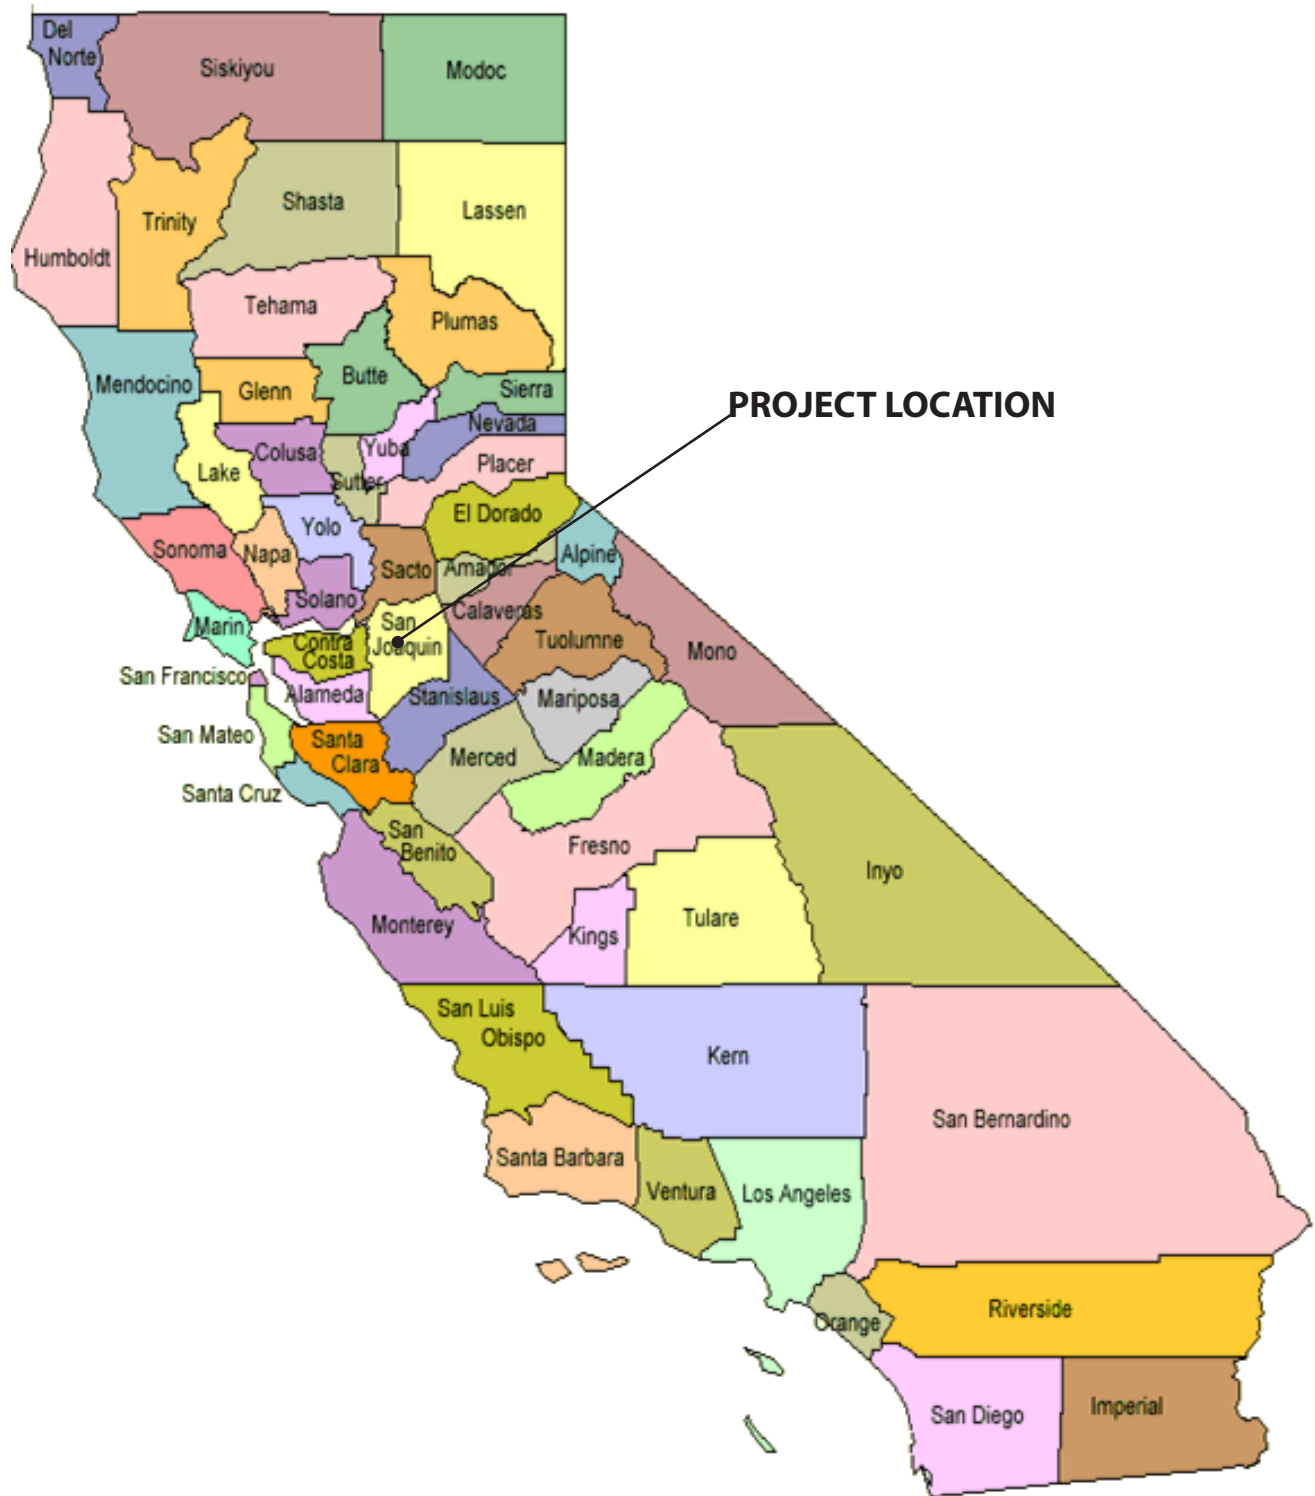 Del
Norte
Siskiyou
Modoc
Shasta
Lassen
Trinity
Humboldt
Tehama
Plumas
Mendocino
Glenn
Butte
Sierra
PROJECT LOCATION
Nevada
Colusa
Yuba
Lake
Sutter
Placer
El Dorado
Yolo
Sonoma
Napa
Sacto
Amador
Alpine
Solano
Marin
San
Joaquin
Calaveras
Tuolumne
Mono
Contra
Costa
San Francisco
Alameda
Stanislaus
Mariposa
San Mateo
Santa
Clara
Merced
Madera
Santa Cruz
San
Benito
Fresno
Inyo
Monterey
Kings
Tulare
San Luis
Obispo
Kern
San Bernardino
Santa Barbara
Ventura
Los Angeles
Orange
Riverside
San Diego
Imperial